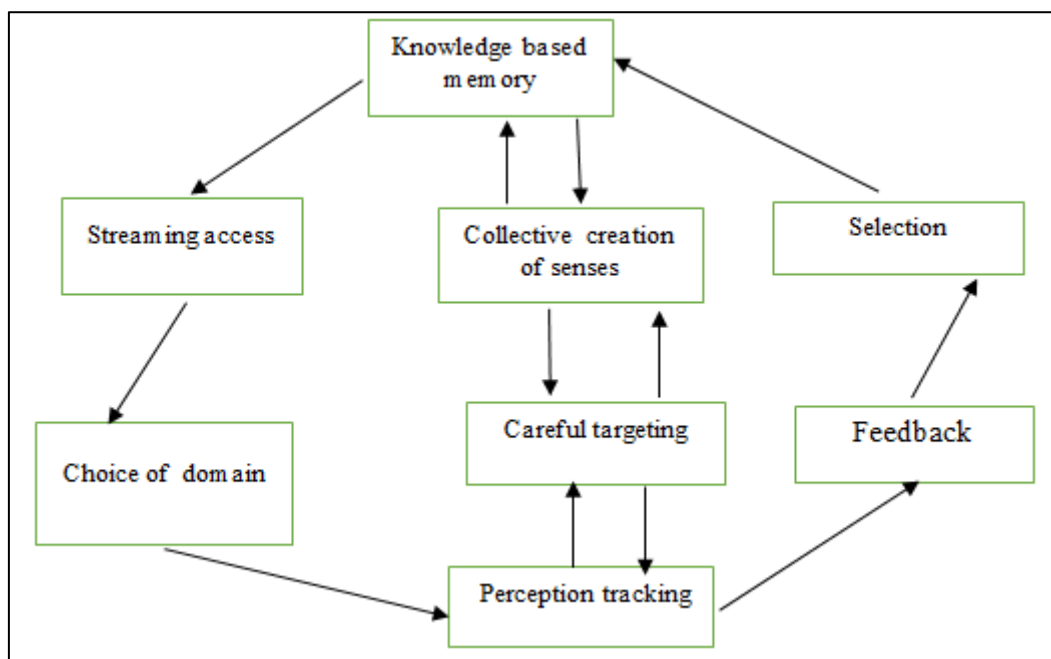 Knowledge based
memory
Streaming access
Collective creation
of senses
Selection
Choice of domain
Careful targeting
Feedback
Perception tracking